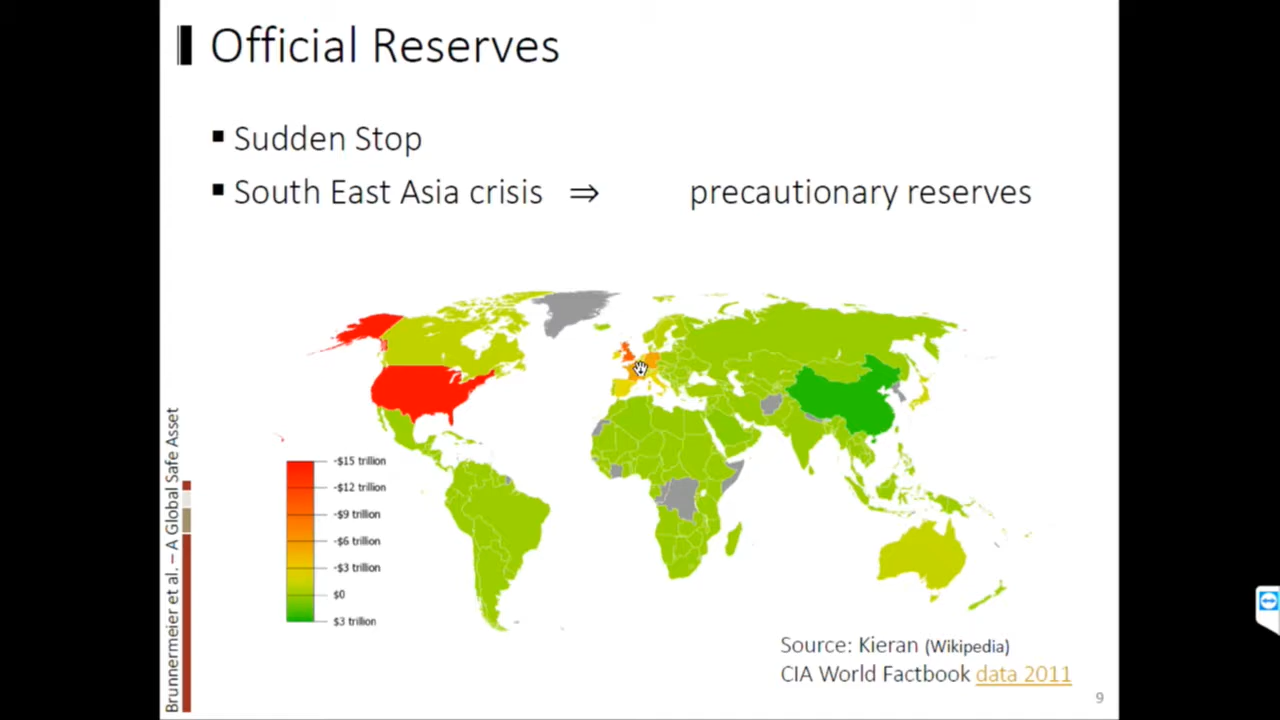 Official Reserves
▪ Sudden Stop
▪ South East Asia crisis ⇒ precautionary reserves
-$15 trillion
-$12 trillion
-$9 trillion
-$6 trillion
-$3 trillion
$0
$3 trillion
Brunnermeier et al. – A Global Safe Asset
Source: Kieran (Wikipedia)
CIA World Factbook data 2011
9